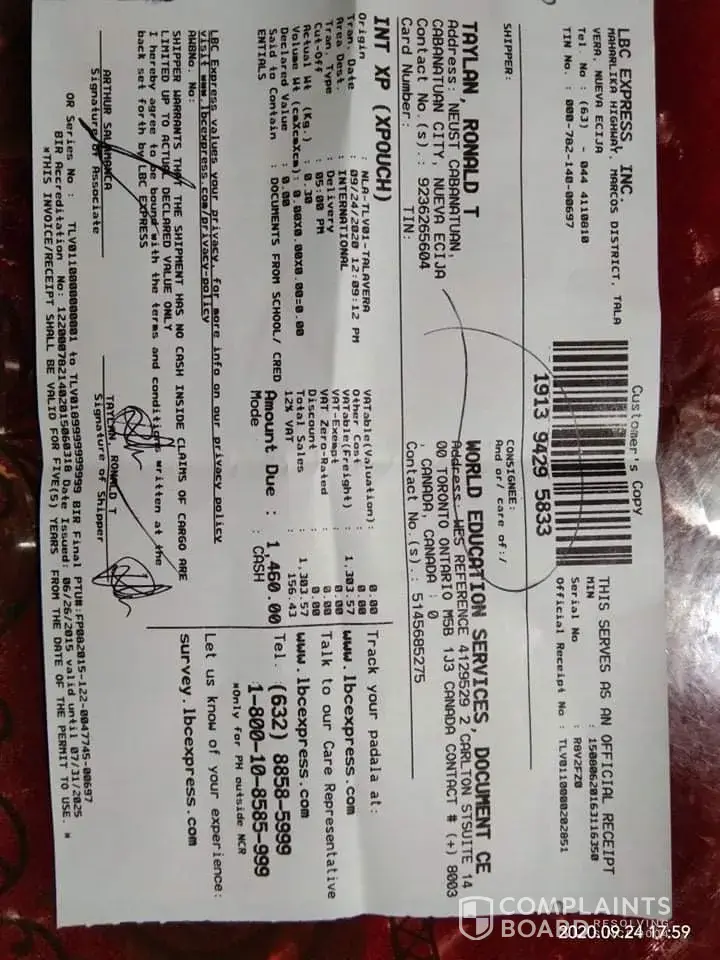 Customer's Copy
LBC EXPRESS, INC.
MAHARLIKA HIGHWAY, MARCOS DISTRICT, TALA
VERA, NUEVA ECIJA
Tel. No : (63) - 044 4110810
TIN No. : 000-782-140-00697
1913 9429 5833
THIS SERVES AS AN OFFICIAL RECEIPT
MIN : 15080620163116350
Serial No : R8V2FZ0
Official Receipt No : TLV0110000202851
SHIPPER:
TAYLAN, RONALD T
Address: NEUST CABANATUAN,
CABANATUAN CITY, NUEVA ECIJA
Contact No.(s).: 9236265604
Card Number: TIN:
CONSIGNEE:
And or/ care of:/
WORLD EDUCATION SERVICES, DOCUMENT CE
Address: WES REFERENCE 4129529 2 CARLTON STSUITE 14
00 TORONTO ONTARIO M5B 1J3 CANADA CONTACT # (+) 8003
, CANADA, CANADA : 0
Contact No.(s).: 5145685275
INT XP (XPOUCH)
Origin : NLA-TLV01-TALAVERA
Tran. Date : 09/24/2020 12:09:12 PM
Area Dest. : INTERNATIONAL
Tran. Type : Delivery
Cut-Off : 05:00 PM
Actual Wt (Kg.) : 0.30
Volume Wt (cmXcmXcm): 0.00X0.00X0.00=0.00
Declared Value : 0.00
Said to Contain : DOCUMENTS FROM SCHOOL/ CRED
ENTIALS
VATable(Valuation): 0.00
Other Cost : 0.00
VATable(Freight) : 1,303.57
VAT-Exempt : 0.00
VAT Zero-Rated : 0.00
Discount : 0.00
Total Sales : 1,303.57
12% VAT : 156.43
Amount Due : 1,460.00
Mode : CASH
Track your padala at:
www.lbcexpress.com
Talk to our Care Representative
www.lbcexpress.com
Tel. (632) 8858-5999
1-800-10-8585-999
*Only for PH outside NCR
Let us know of your experience:
survey.lbcexpress.com
LBC Express values your privacy, for more info on our privacy policy
visit www.lbcexpress.com/privacy-policy
AWBNo. No:
SHIPPER WARRANTS THAT THE SHIPMENT HAS NO CASH INSIDE CLAIMS OF CARGO ARE
LIMITED UP TO ACTUAL DECLARED VALUE ONLY
I hereby agree to be bound with the terms and conditions written at the
back set forth by LBC EXPRESS
ARTHUR SALAMANCA
Signature of Associate
TAYLAN, RONALD T
Signature of Shipper
OR Series No : TLV0110000000001 to TLV0189999999999 BIR Final PTU#:FP082015-122-0047745-00697
BIR Accreditation No: 12200078214020150603 18 Date Issued: 06/26/2015 valid until 07/31/2025
*THIS INVOICE/RECEIPT SHALL BE VALID FOR FIVE(5) YEARS FROM THE DATE OF THE PERMIT TO USE. *
COMPLAINTS
BOARD RESOLVING
2020.09.24 17:59